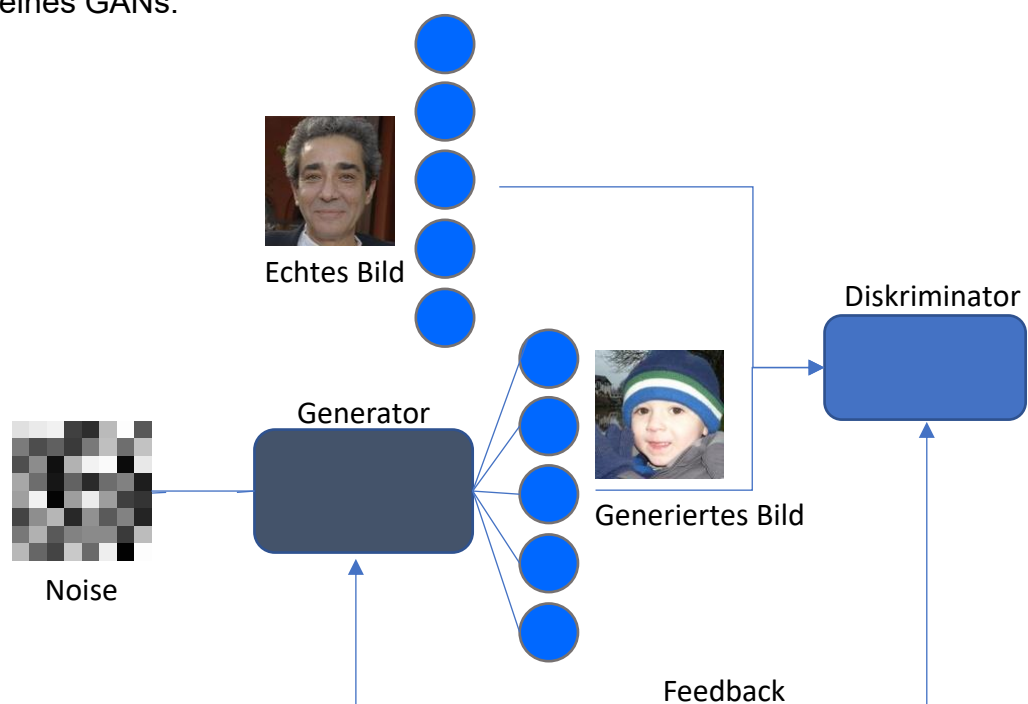 eines GANs.
Echtes Bild
Diskriminator
Generator
Generiertes Bild
Noise
Feedback